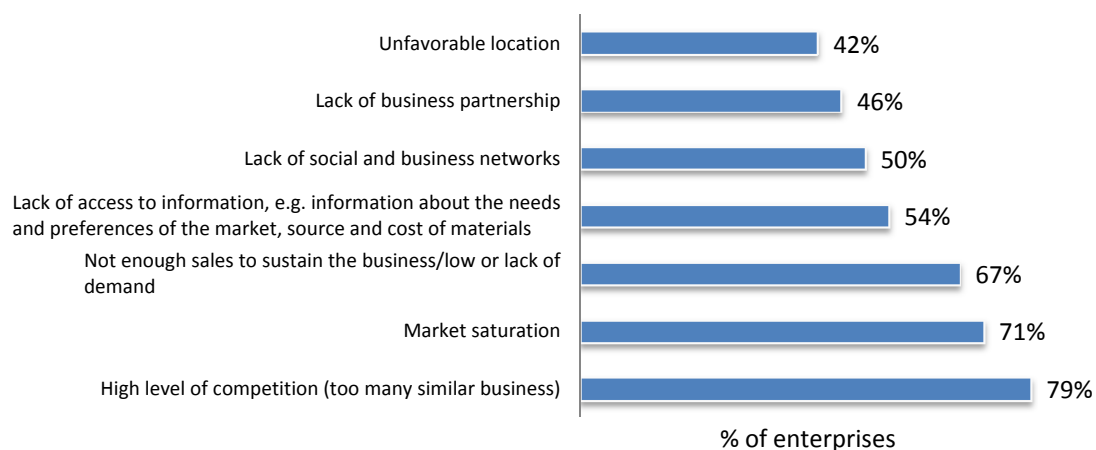 Unfavorable location
42%
Lack of business partnership
46%
Lack of social and business networks
50%
Lack of access to information, e.g. information about the needs
and preferences of the market, source and cost of materials
54%
Not enough sales to sustain the business/low or lack of
demand
67%
Market saturation
71%
High level of competition (too many similar business)
79%
% of enterprises